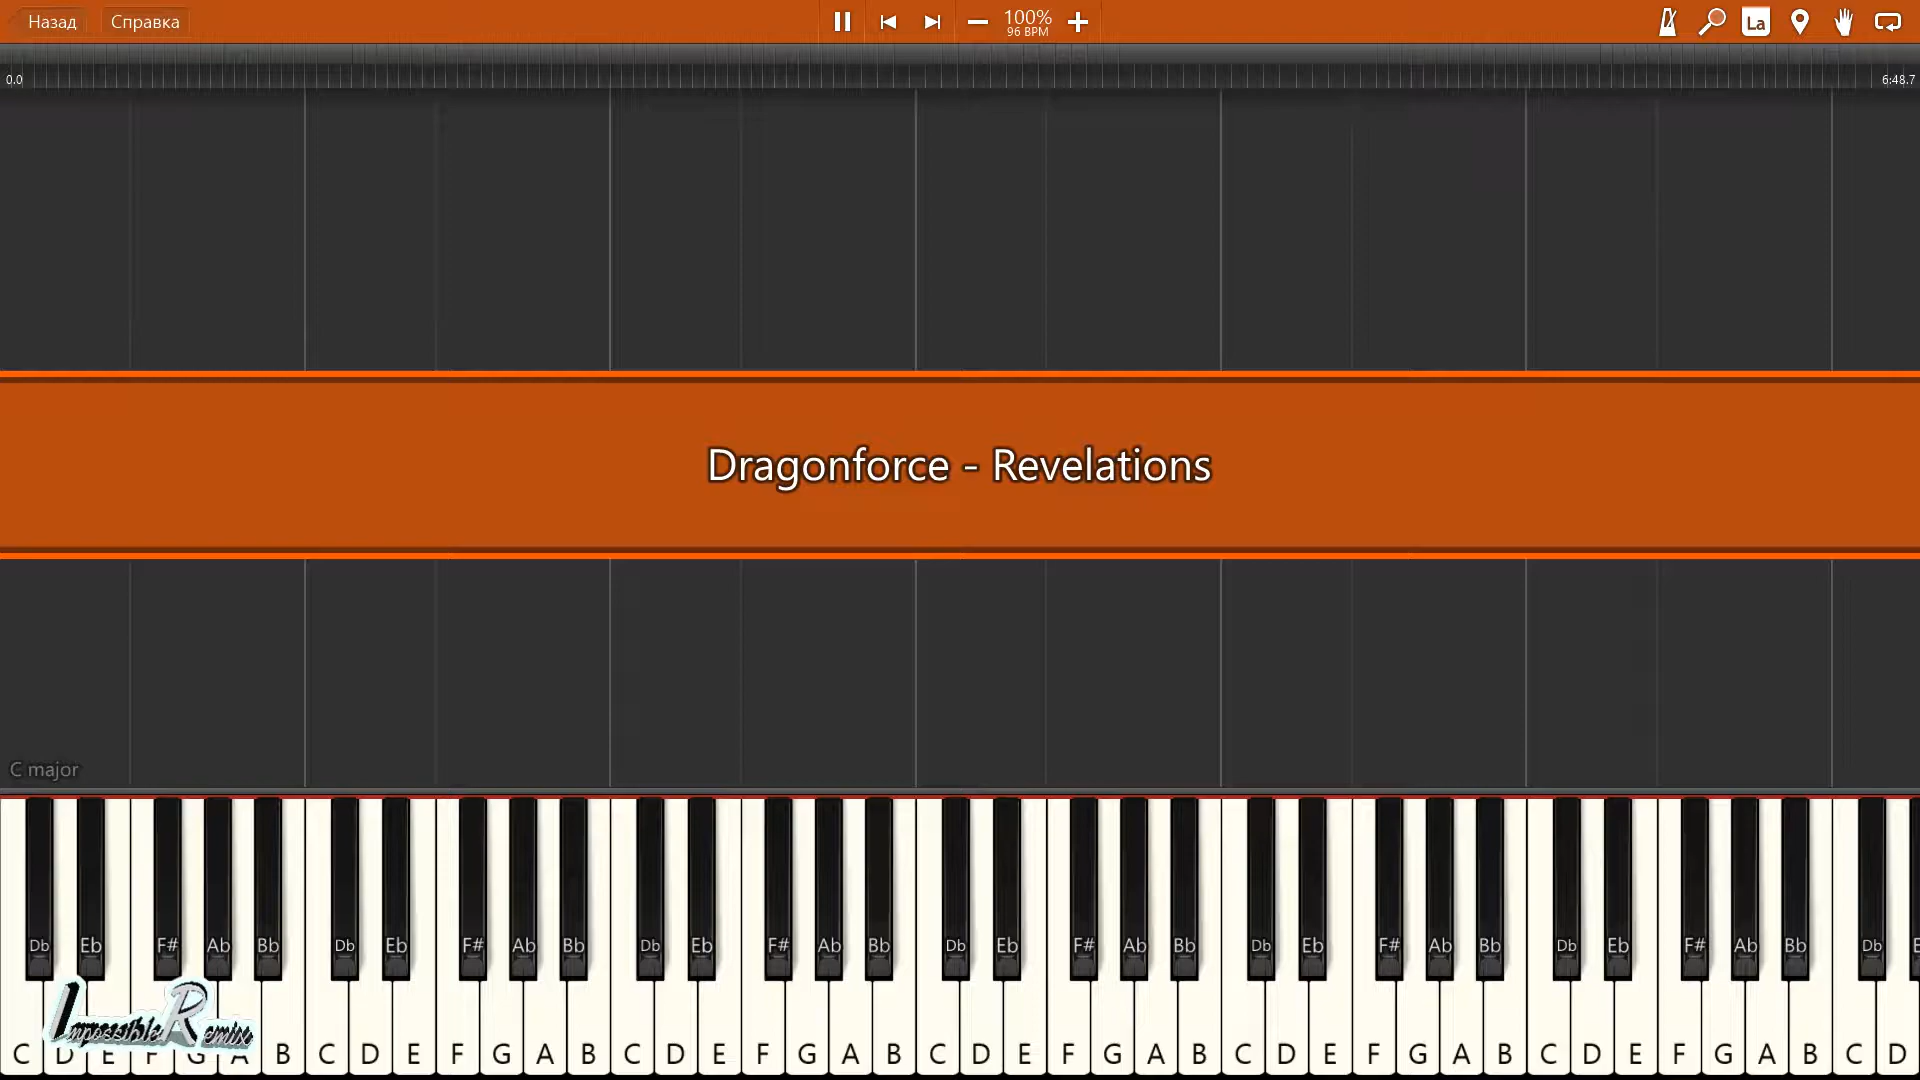 Назад Справка 100% 96 BPM La
0.0 6:48.7
Dragonforce - Revelations
C major
Db Eb F# Ab Bb Db Eb F# Ab Bb Db Eb F# Ab Bb Db Eb F# Ab Bb Db Eb F# Ab Bb Db Eb F# Ab Bb Db
Impossible Remix
C D E F G A B C D E F G A B C D E F G A B C D E F G A B C D E F G A B C D E F G A B C D